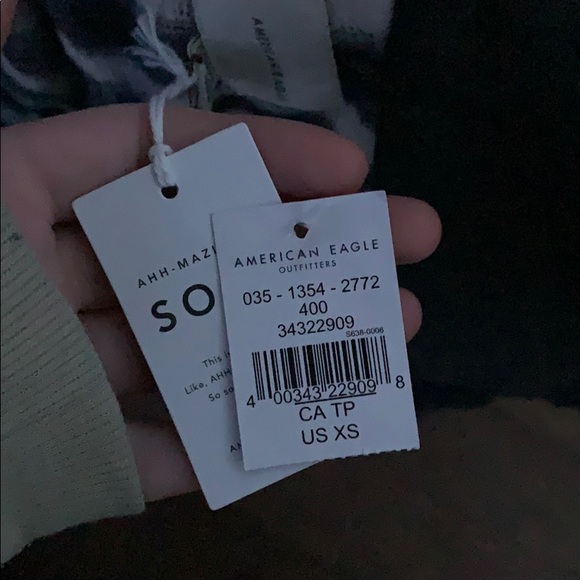 AMERICAN EAGLE
OUTFITTERS
035 - 1354 - 2772
400
34322909
S638-0006
4 00343 22909 8
CA TP
US XS
AHH-MAZI
SO
This i
Like, AHH
So so